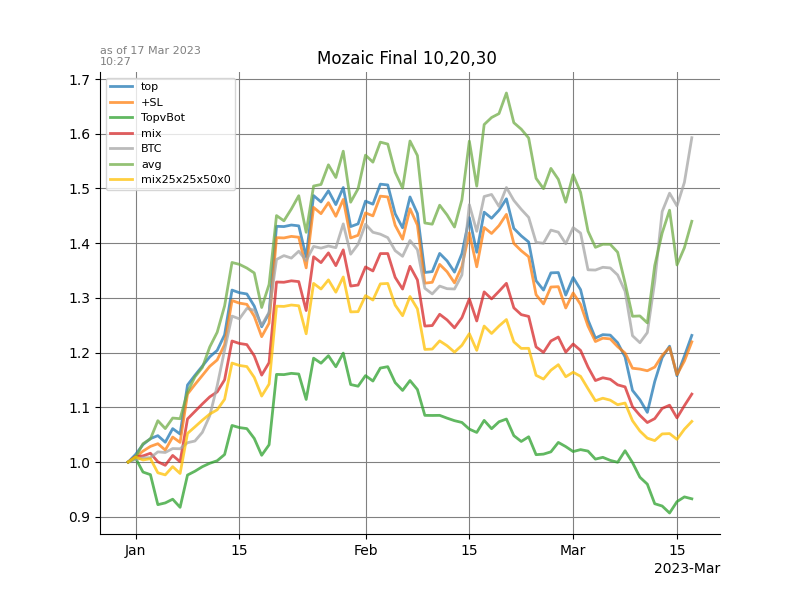 as of 17 Mar 2023
10:27
Mozaic Final 10,20,30
1.7
1.6
1.5
1.4
1.3
1.2
1.1
1.0
0.9
top
+SL
TopvBot
mix
BTC
avg
mix25x25x50x0
Jan
15
Feb
15
Mar
15
2023-Mar